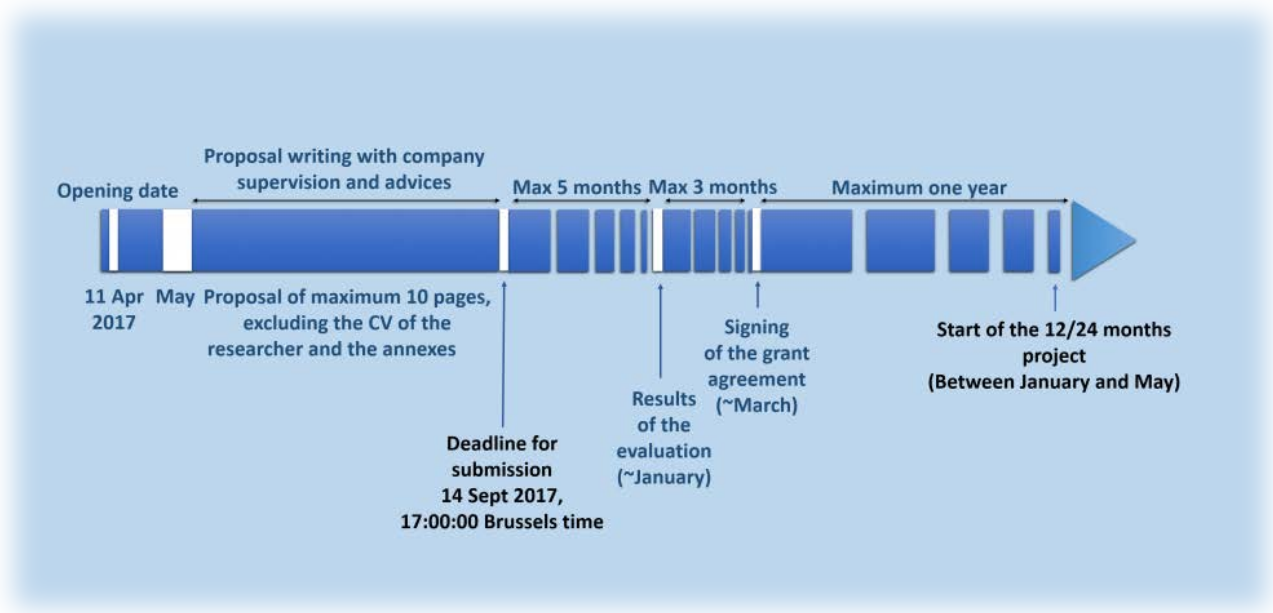 Opening date
Proposal writing with company
supervision and advices
Max 5 months
Max 3 months
Maximum one year
11 Apr
2017
May
Proposal of maximum 10 pages,
excluding the CV of the
researcher and the annexes
Deadline for
submission
14 Sept 2017,
17:00:00 Brussels time
Results
of the
evaluation
(~January)
Signing
of the grant
agreement
(~March)
Start of the 12/24 months
project
(Between January and May)